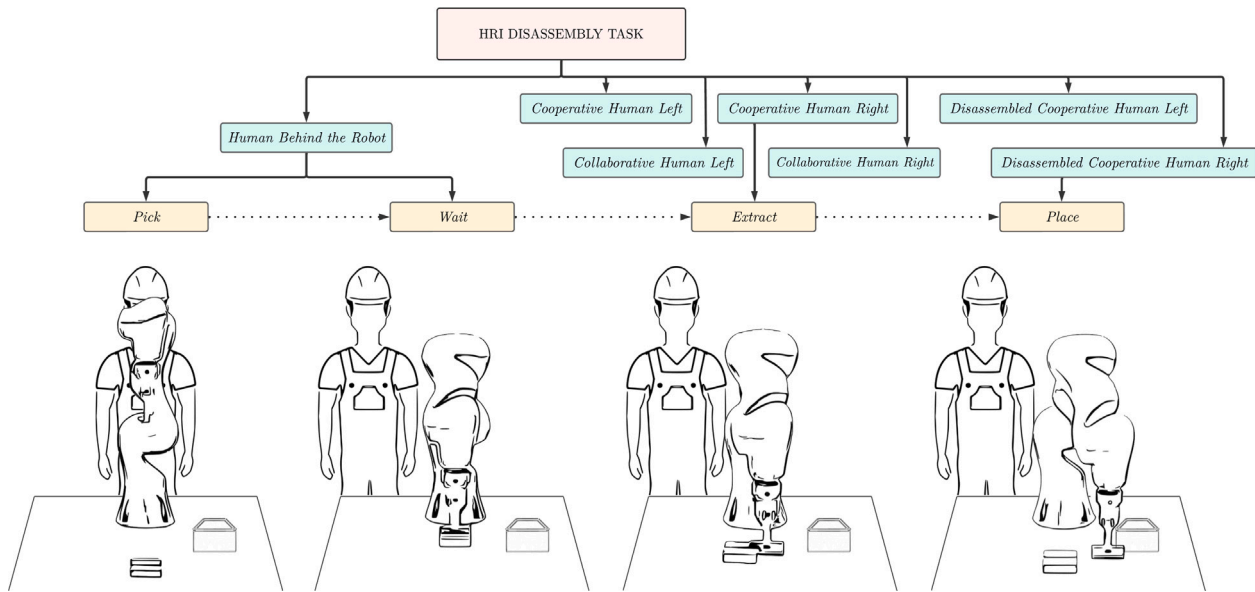 HRI DISASSEMBLY TASK
Cooperative Human Left
Cooperative Human Right
Disassembled Cooperative Human Left
Human Behind the Robot
Collaborative Human Left
Collaborative Human Right
Disassembled Cooperative Human Right
Pick
Wait
Extract
Place